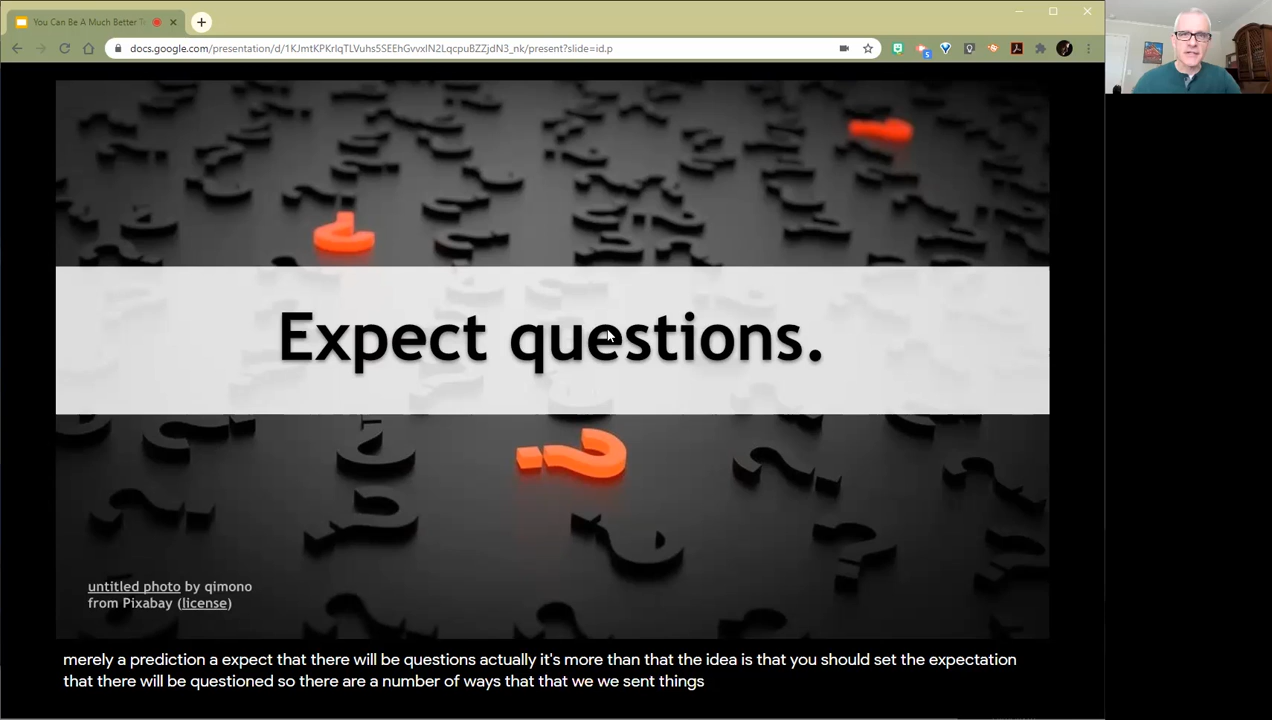 You Can Be A Much Better To
docs.google.com/presentation/d/1KJmtKPKrlqTLVuhs5SEEhGvvxlN2LqcpuBZZjdN3_nk/present?slide=id.p
Expect questions.
untitled photo by qimono
from Pixabay (license)
merely a prediction a expect that there will be questions actually it's more than that the idea is that you should set the expectation
that there will be questioned so there are a number of ways that that we we sent things